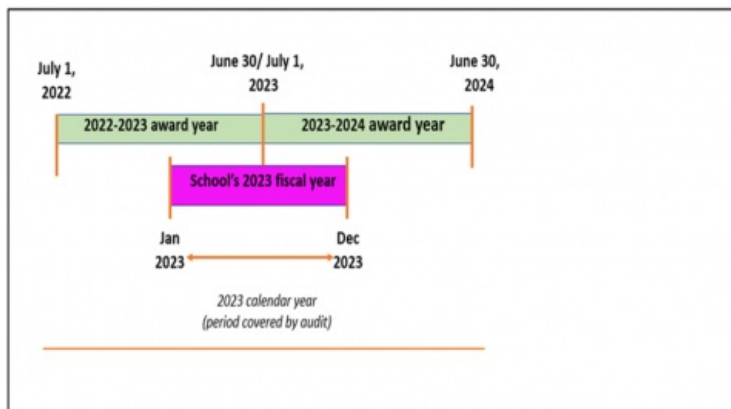 July 1,
2022
June 30/ July 1,
2023
June 30,
2024
2022-2023 award year
2023-2024 award year
School's 2023 fiscal year
Jan
2023
Dec
2023
2023 calendar year
(period covered by audit)